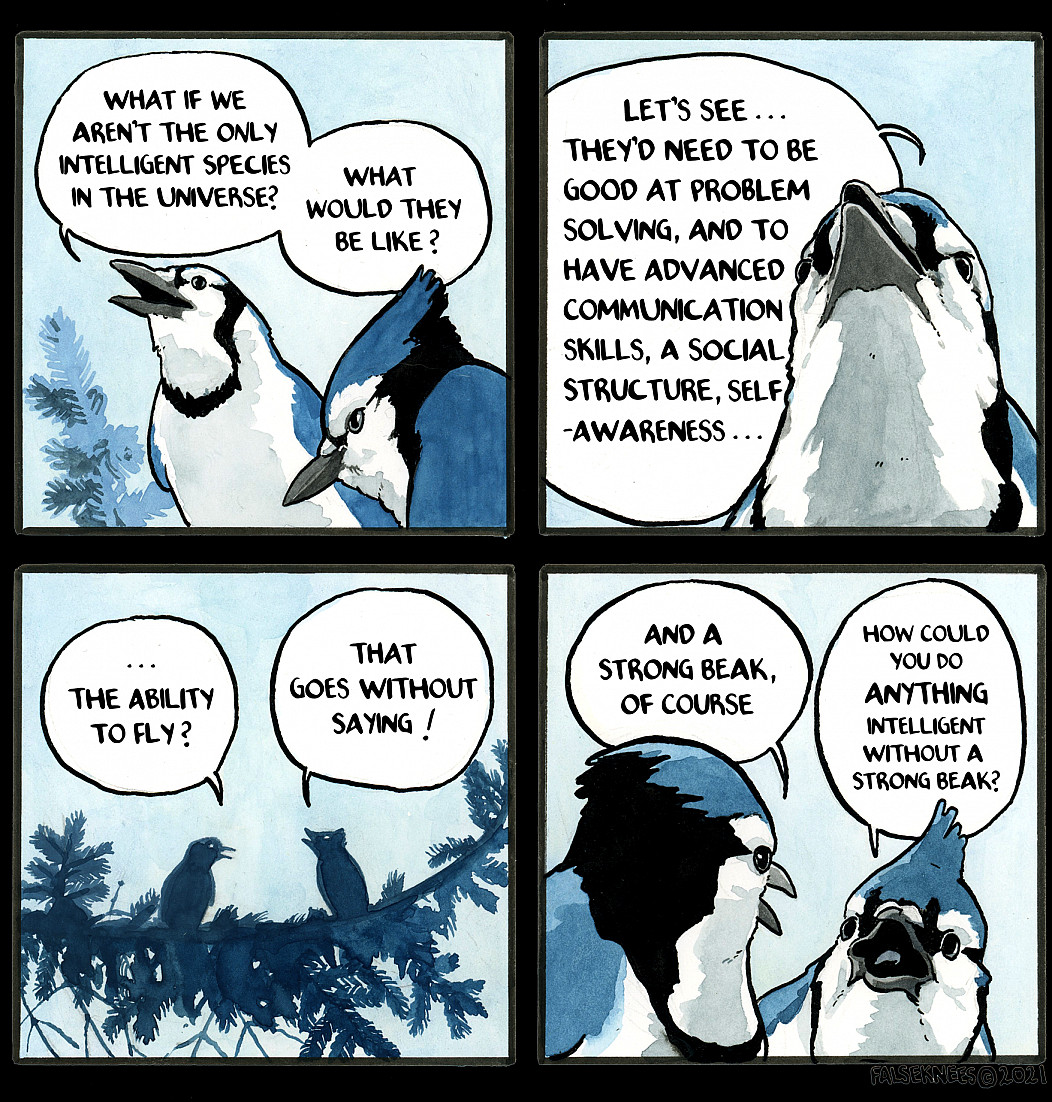 WHAT IF WE
AREN'T THE ONLY
INTELLIGENT SPECIES
IN THE UNIVERSE?
WHAT
WOULD THEY
BE LIKE?
LET'S SEE...
THEY'D NEED TO BE
GOOD AT PROBLEM
SOLVING, AND TO
HAVE ADVANCED
COMMUNICATION
SKILLS, A SOCIAL
STRUCTURE, SELF
-AWARENESS...
...
THE ABILITY
TO FLY?
THAT
GOES WITHOUT
SAYING!
AND A
STRONG BEAK,
OF COURSE
HOW COULD
YOU DO
ANYTHING
INTELLIGENT
WITHOUT A
STRONG BEAK?
FALSEKNEES©2021